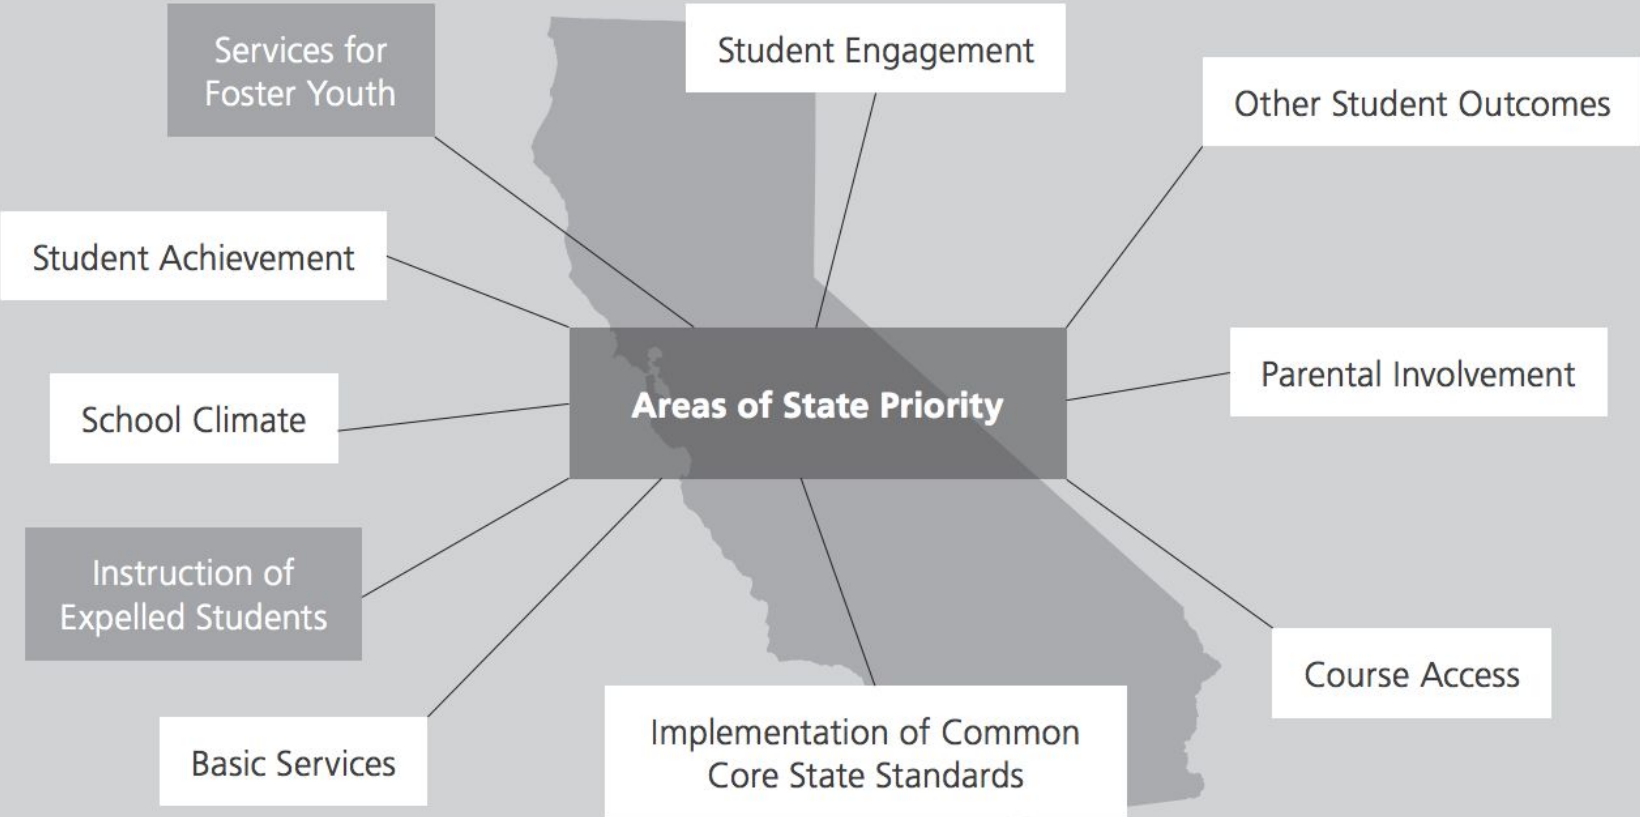 Services for
Foster Youth
Student Engagement
Other Student Outcomes
Student Achievement
Parental Involvement
School Climate
Areas of State Priority
Instruction of
Expelled Students
Course Access
Basic Services
Implementation of Common
Core State Standards